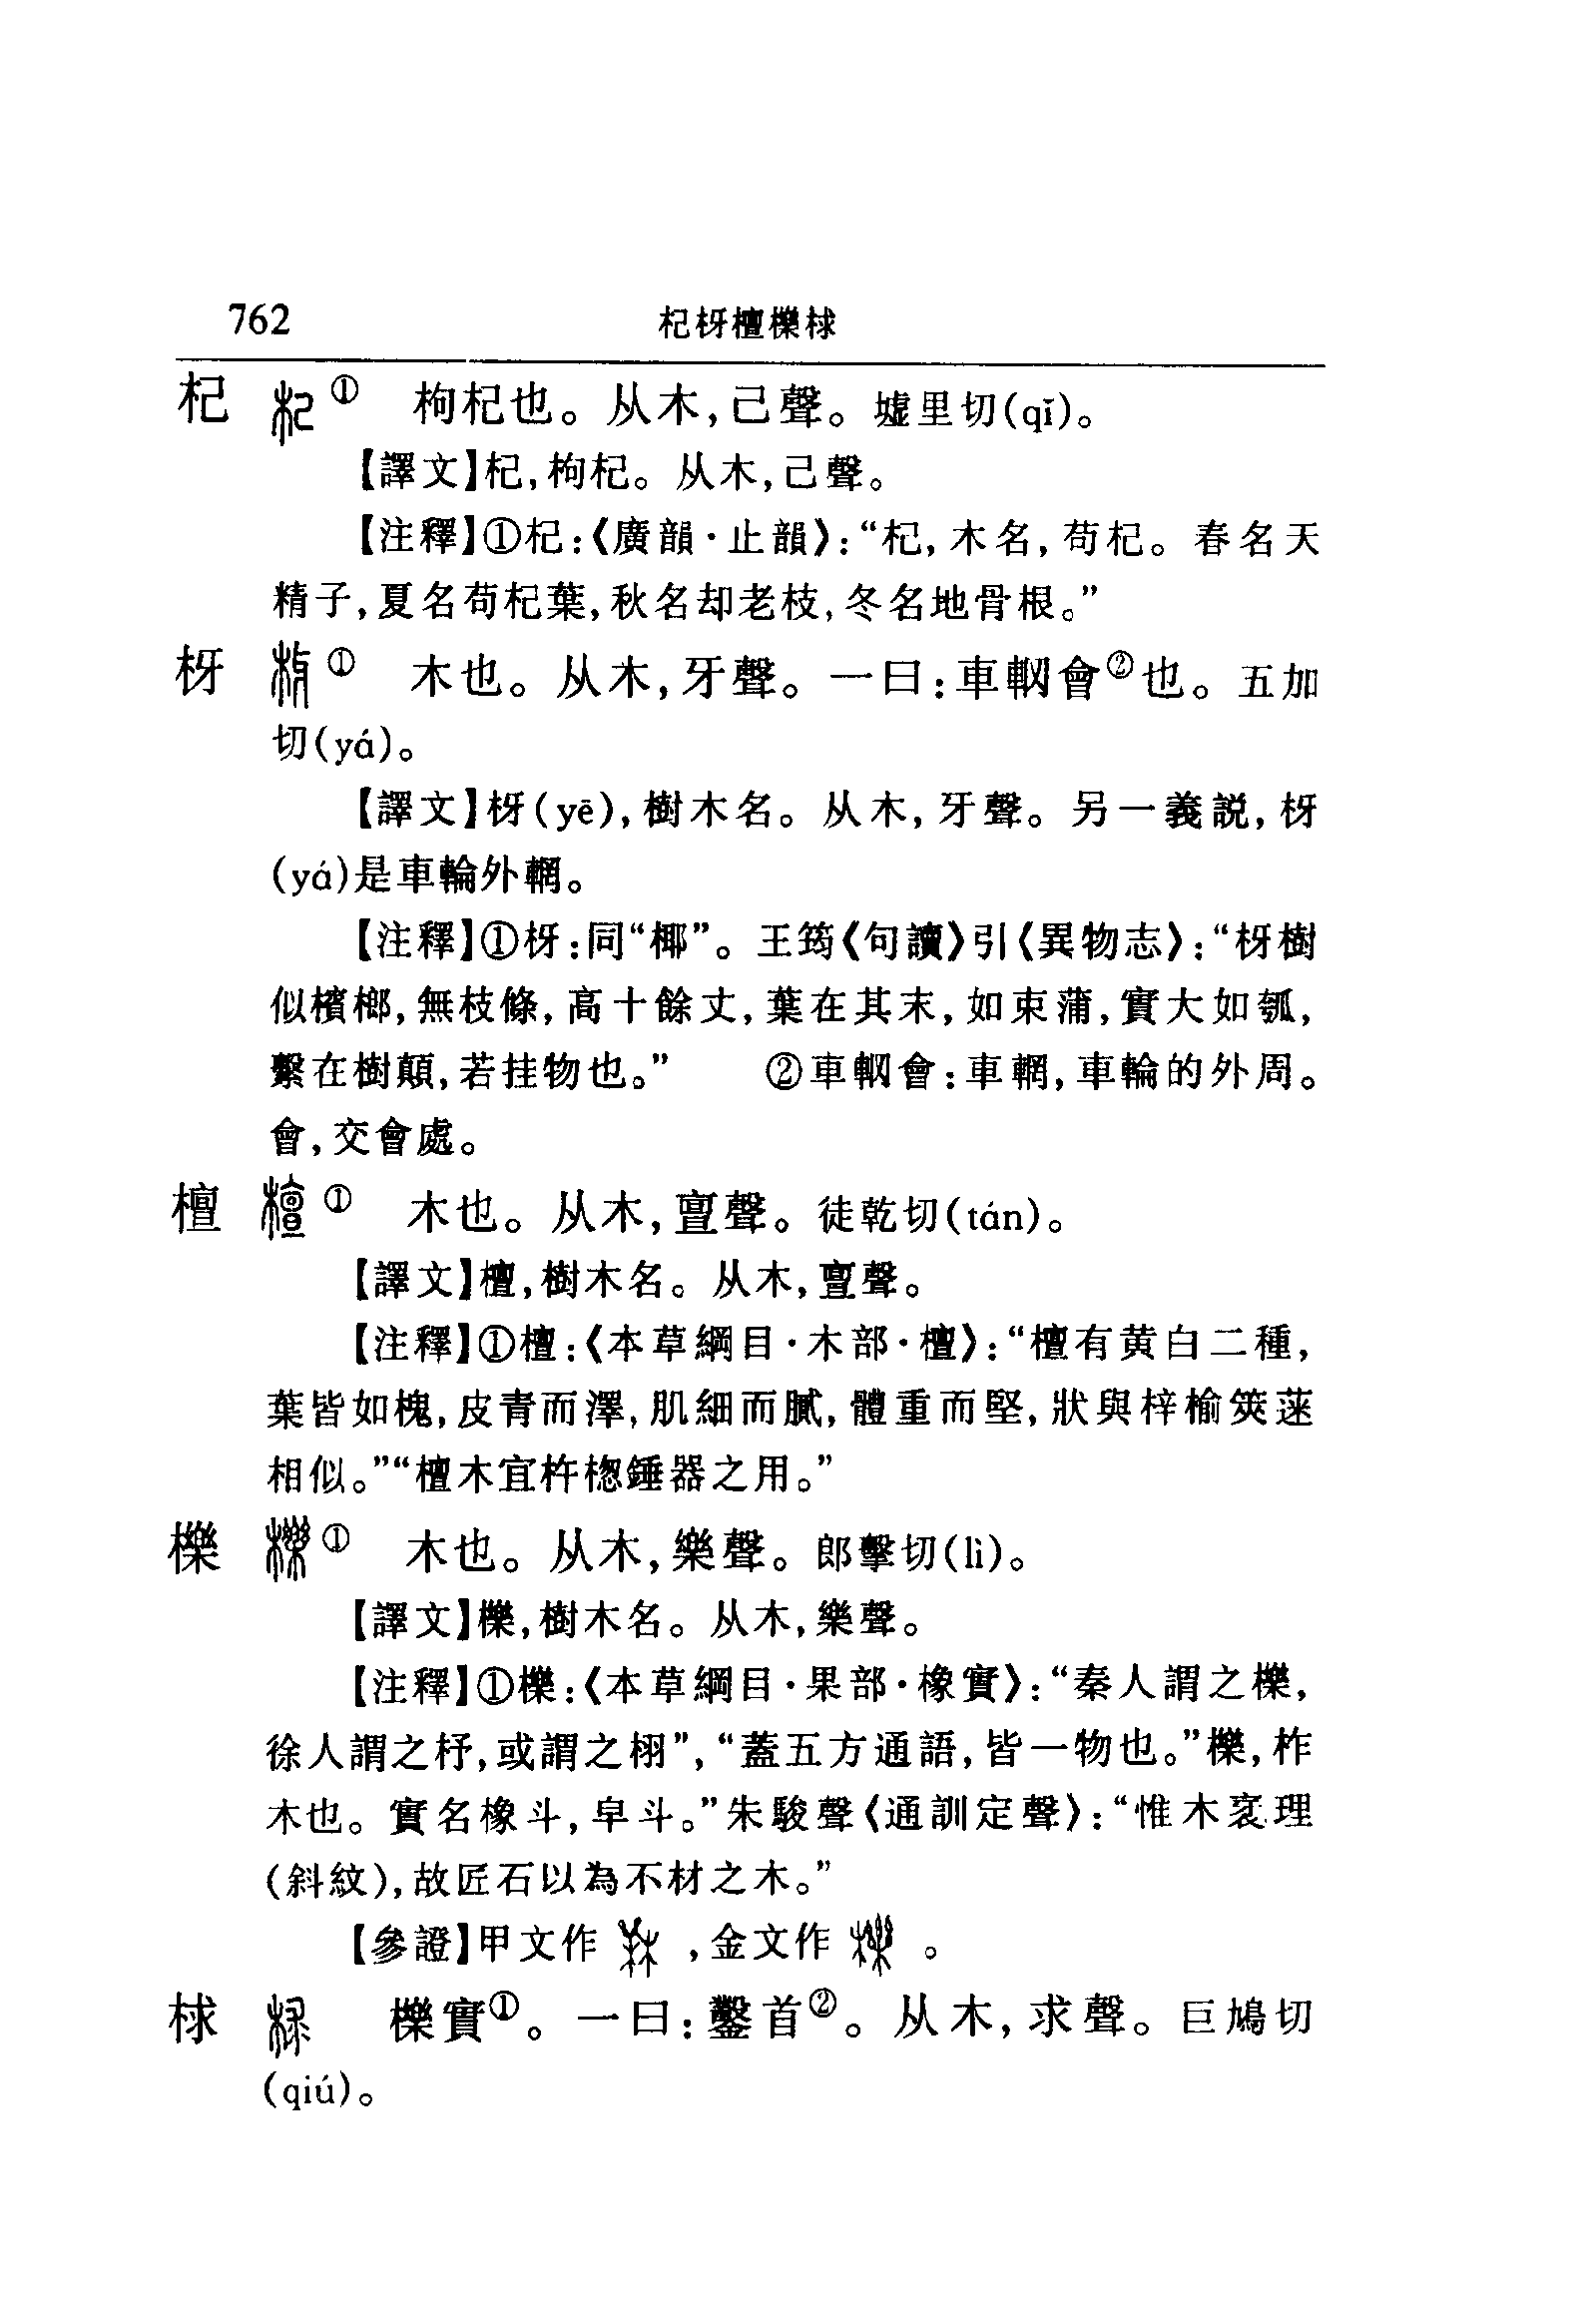 762 杞枒檀櫟梂
杞 ① 枸杞也。从木,己聲。墟里切(qǐ)。
【譯文】杞,枸杞。从木,己聲。
【注釋】①杞:《廣韻·止韻》:“杞,木名,苟杞。春名天
精子,夏名苟杞葉,秋名却老枝,冬名地骨根。”
枒 ① 木也。从木,牙聲。一曰:車輞會②也。五加
切(yá)。
【譯文】枒(yē),樹木名。从木,牙聲。另一義説,枒
(yá)是車輪外輞。
【注釋】①枒:同“椰”。王筠《句讀》引《異物志》:“枒樹
似檳榔,無枝條,高十餘丈,葉在其末,如束蒲,實大如瓠,
繫在樹顛,若挂物也。” ②車輞會:車輞,車輪的外周。
會,交會處。
檀 ① 木也。从木,亶聲。徒乾切(tán)。
【譯文】檀,樹木名。从木,亶聲。
【注釋】①檀:《本草綱目·木部·檀》:“檀有黄白二種,
葉皆如槐,皮青而澤,肌細而膩,體重而堅,狀與梓榆莢蒾
相似。”“檀木宜杵楤錘器之用。”
櫟 ① 木也。从木,樂聲。郎擊切(lì)。
【譯文】櫟,樹木名。从木,樂聲。
【注釋】①櫟:《本草綱目·果部·橡實》:“秦人謂之櫟,
徐人謂之杼,或謂之栩”,“蓋五方通語,皆一物也。”櫟,柞
木也。實名橡斗,皁斗。”朱駿聲《通訓定聲》:“惟木衺理
(斜紋),故匠石以為不材之木。”
【參證】甲文作 ,金文作 。
梂 櫟實①。一曰:鑿首②。从木,求聲。巨鳩切
(qiú)。